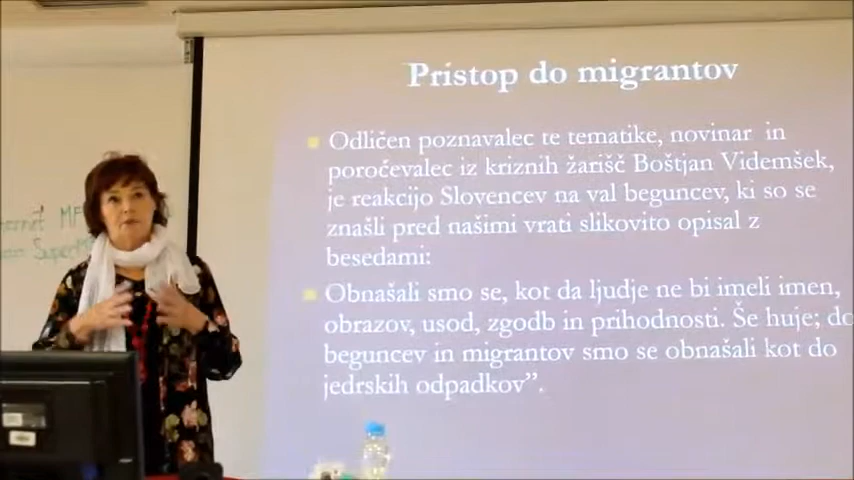 Pristop do migrantov
Odličen poznavalec te tematike, novinar in
poročevalec iz kriznih žarišč Boštjan Videmšek,
je reakcijo SLOVENCEV na val beguncev, ki so se
znašli pred našimi vrati slikovito opisal z
besedami:
Obnašali smo se, kot da ljudje ne bi imeli imen,
obrazov, usod, zgodb in prihodnosti. Še huje; do
beguncev in migrantov smo se obnašali kot do
jedrskih odpadkov”.